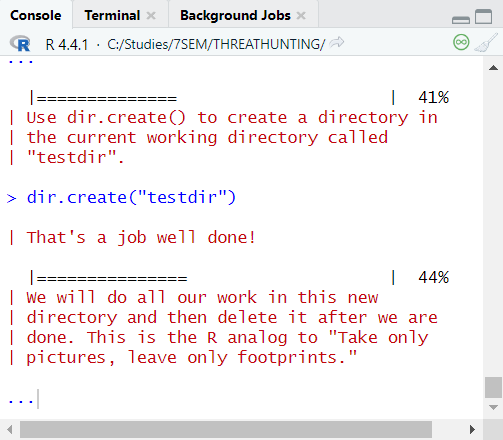 Console Terminal × Background Jobs ×
R R 4.4.1 · C:/Studies/7SEM/THREATHUNTING/
...
|============== | 41%
| Use dir.create() to create a directory in
| the current working directory called
| "testdir".
> dir.create("testdir")
| That's a job well done!
|=============== | 44%
| We will do all our work in this new
| directory and then delete it after we are
| done. This is the R analog to "Take only
| pictures, leave only footprints."
...